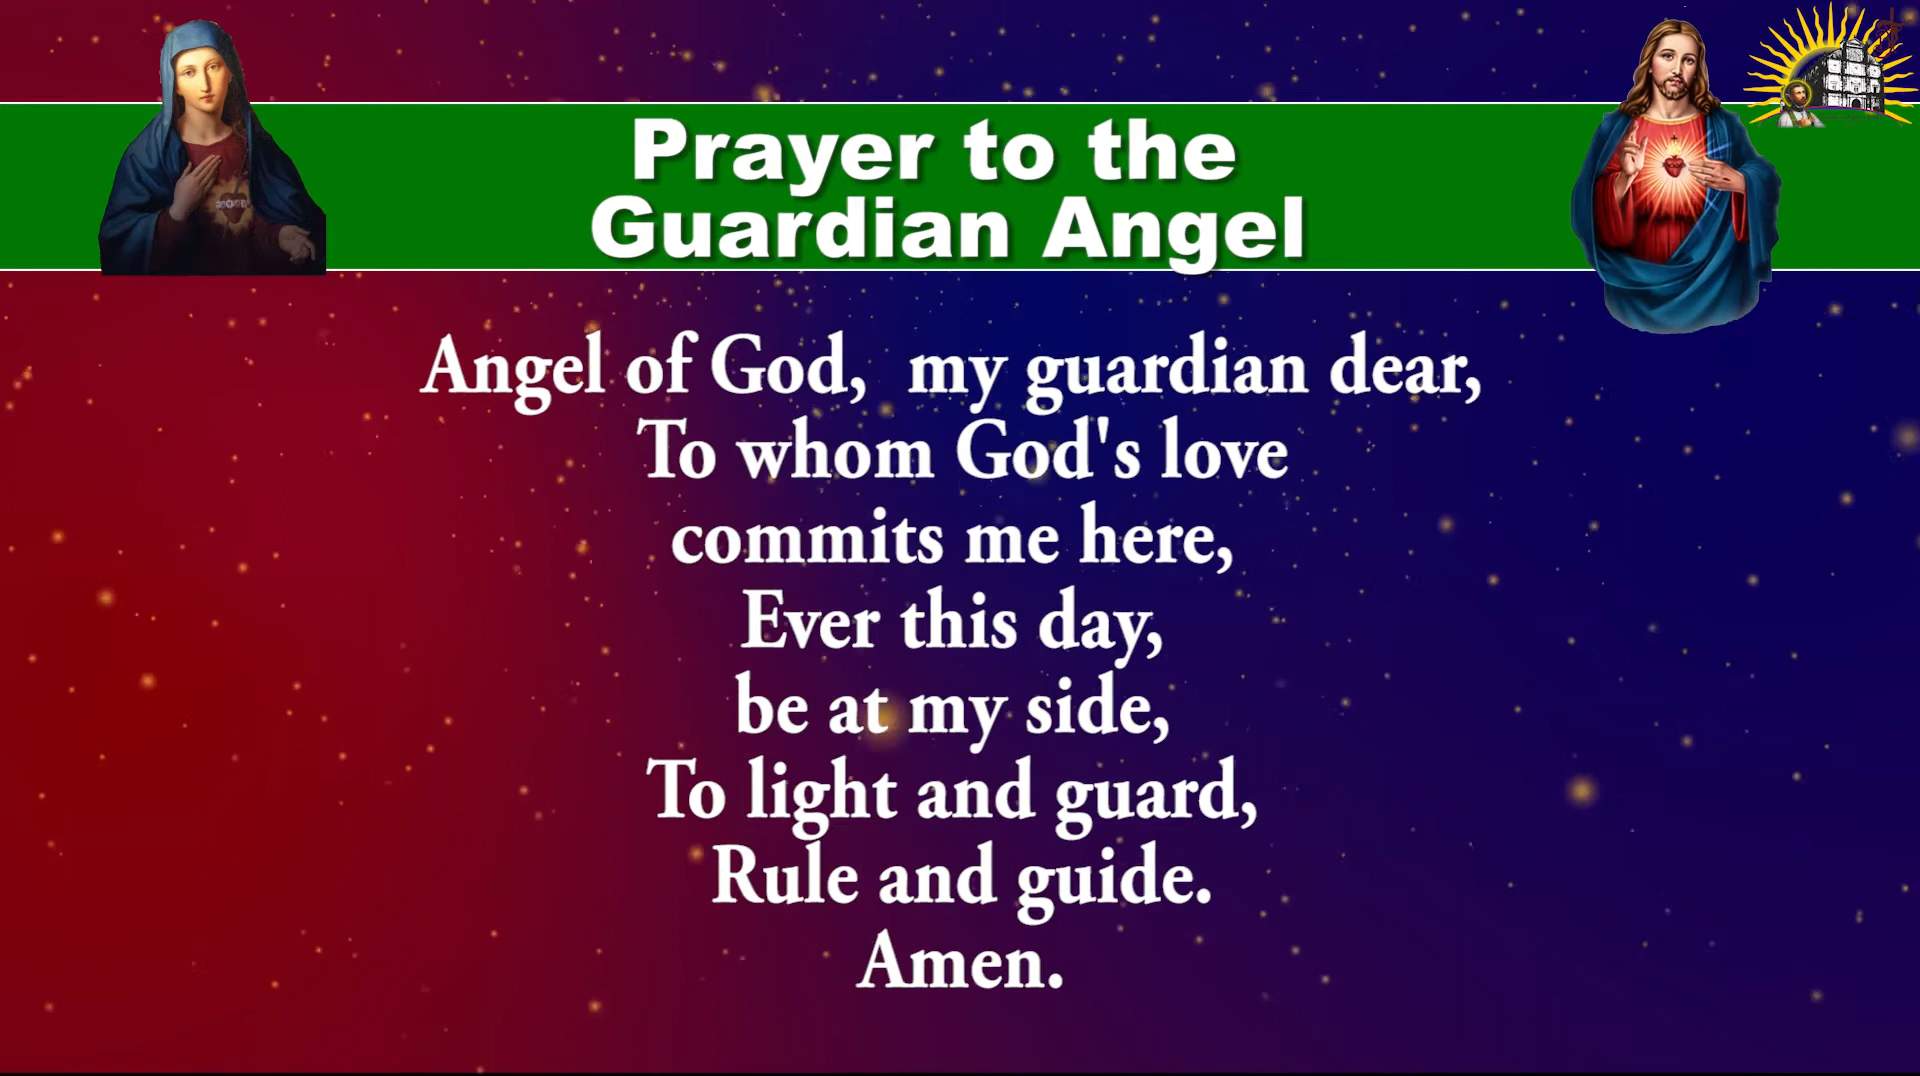 Prayer to the
Guardian Angel
Angel of God, my guardian dear,
To whom God's love
commits me here,
Ever this day,
be at my side,
To light and guard,
Rule and guide.
Amen.